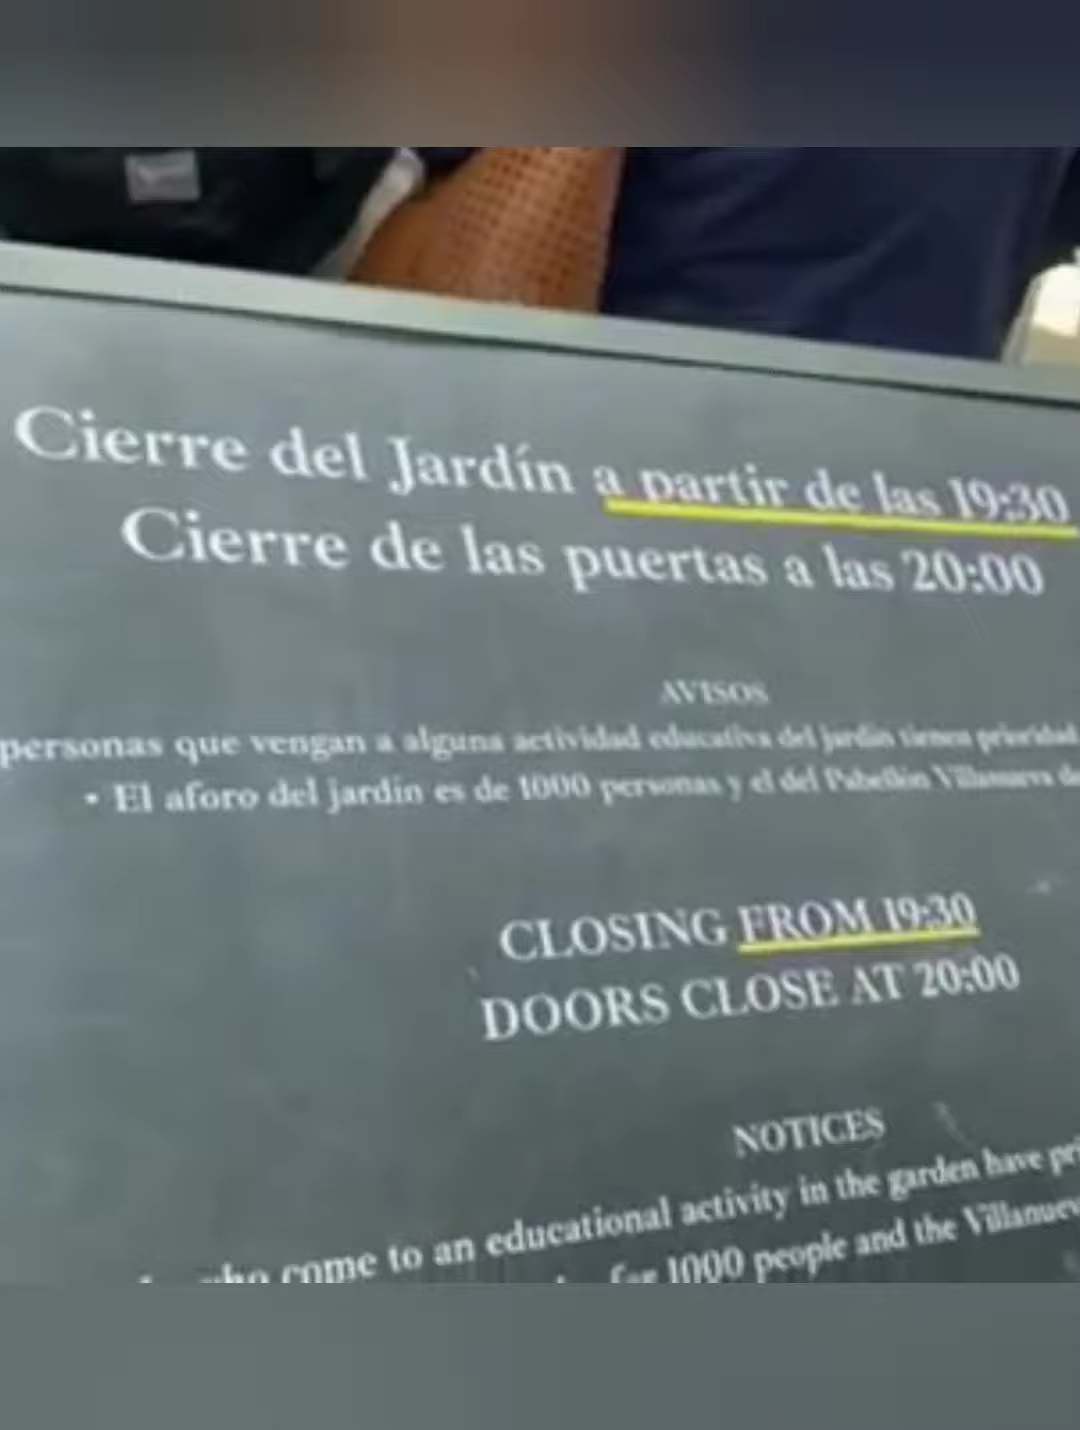 Cierre del Jardín a partir de las 19:30
Cierre de las puertas a las 20:00
AVISOS
personas que vengan a alguna actividad educativa del jardín tienen prioridad
• El aforo del jardín es de 1000 personas y el del Pabellón Villanueva de
CLOSING FROM 19:30
DOORS CLOSE AT 20:00
NOTICES
who come to an educational activity in the garden have pri
for 1000 people and the Villanuev